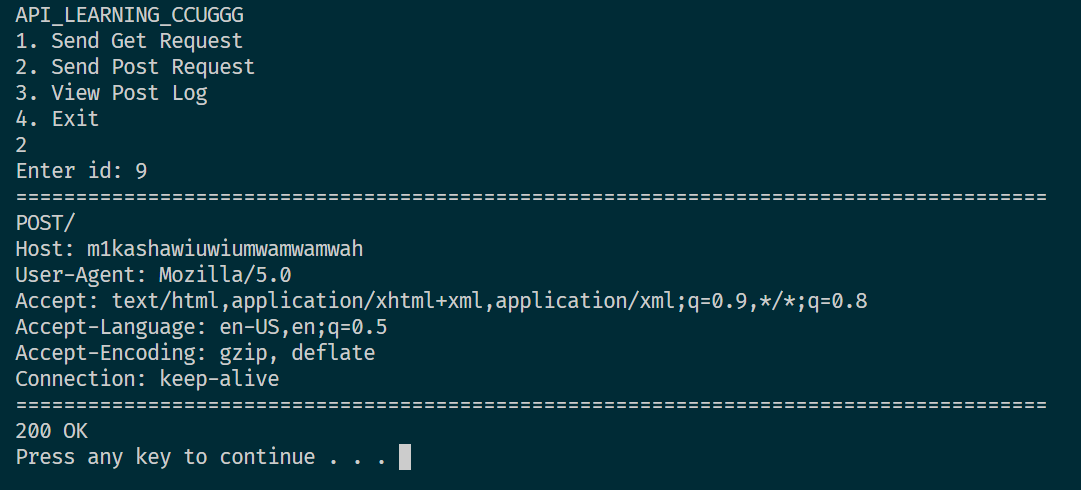 API_LEARNING_CCUGGG
1. Send Get Request
2. Send Post Request
3. View Post Log
4. Exit
2
Enter id: 9
======================================================================================
POST/
Host: m1kashawiuwiumwamwamwah
User-Agent: Mozilla/5.0
Accept: text/html,application/xhtml+xml,application/xml;q=0.9,*/*;q=0.8
Accept-Language: en-US,en;q=0.5
Accept-Encoding: gzip, deflate
Connection: keep-alive
======================================================================================
200 OK
Press any key to continue . . .